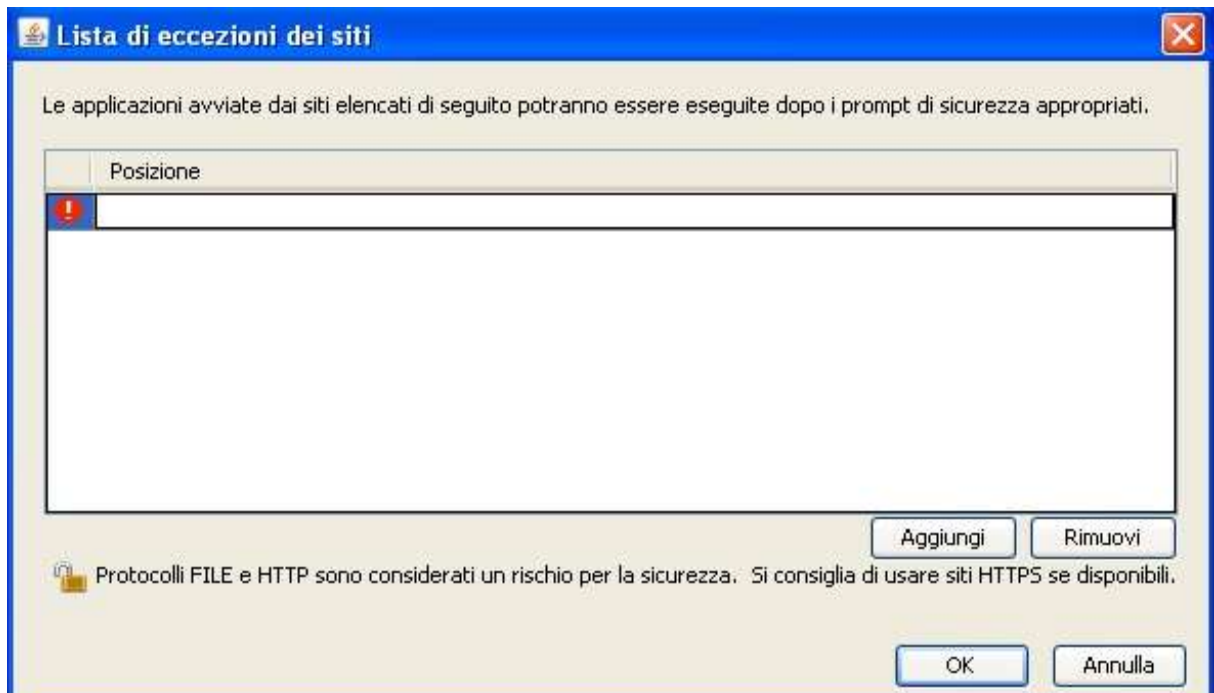 Lista di eccezioni dei siti
Le applicazioni avviate dai siti elencati di seguito potranno essere eseguite dopo i prompt di sicurezza appropriati.
Posizione
Aggiungi Rimuovi
Protocolli FILE e HTTP sono considerati un rischio per la sicurezza. Si consiglia di usare siti HTTPS se disponibili.
OK Annulla